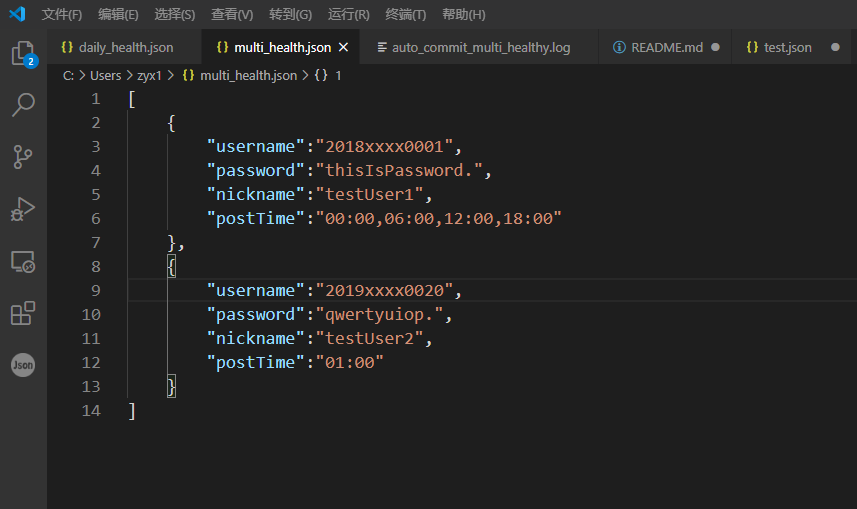 文件(F) 编辑(E) 选择(S) 查看(V) 转到(G) 运行(R) 终端(T) 帮助(H)
{} daily_health.json {} multi_health.json × auto_commit_multi_healthy.log README.md ● {} test.json ●
C: > Users > zyx1 > {} multi_health.json > {} 1
2
Json
1 [
2 {
3 "username":"2018xxxx0001",
4 "password":"thisIsPassword.",
5 "nickname":"testUser1",
6 "postTime":"00:00,06:00,12:00,18:00"
7 },
8 {
9 "username":"2019xxxx0020",
10 "password":"qwertyuiop.",
11 "nickname":"testUser2",
12 "postTime":"01:00"
13 }
14 ]